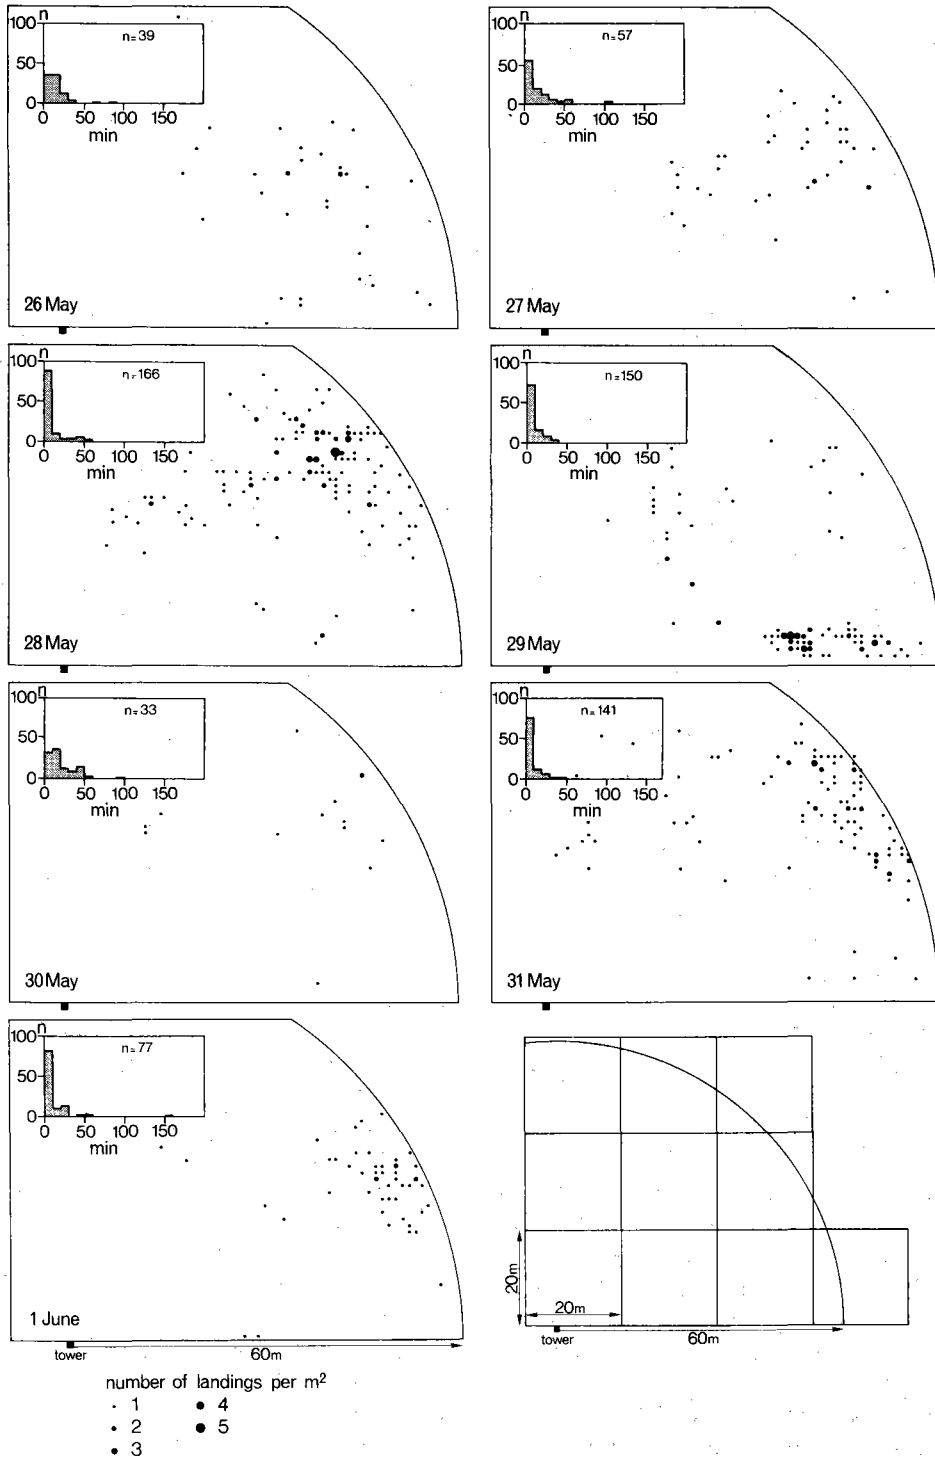 n
100
50
0
n=39
0 50 100 150
min
26 May
n
100
50
0
n=57
0 50 100 150
min
27 May
n
100
50
0
n=166
0 50 100 150
min
28 May
n
100
50
0
n=150
0 50 100 150
min
29 May
n
100
50
0
n=33
0 50 100 150
min
30 May
n
100
50
0
n=141
0 50 100 150
min
31 May
n
100
50
0
n=77
0 50 100 150
min
1 June
tower
60m
20m
20m
tower
60m
number of landings per m²
1
2
3
4
5